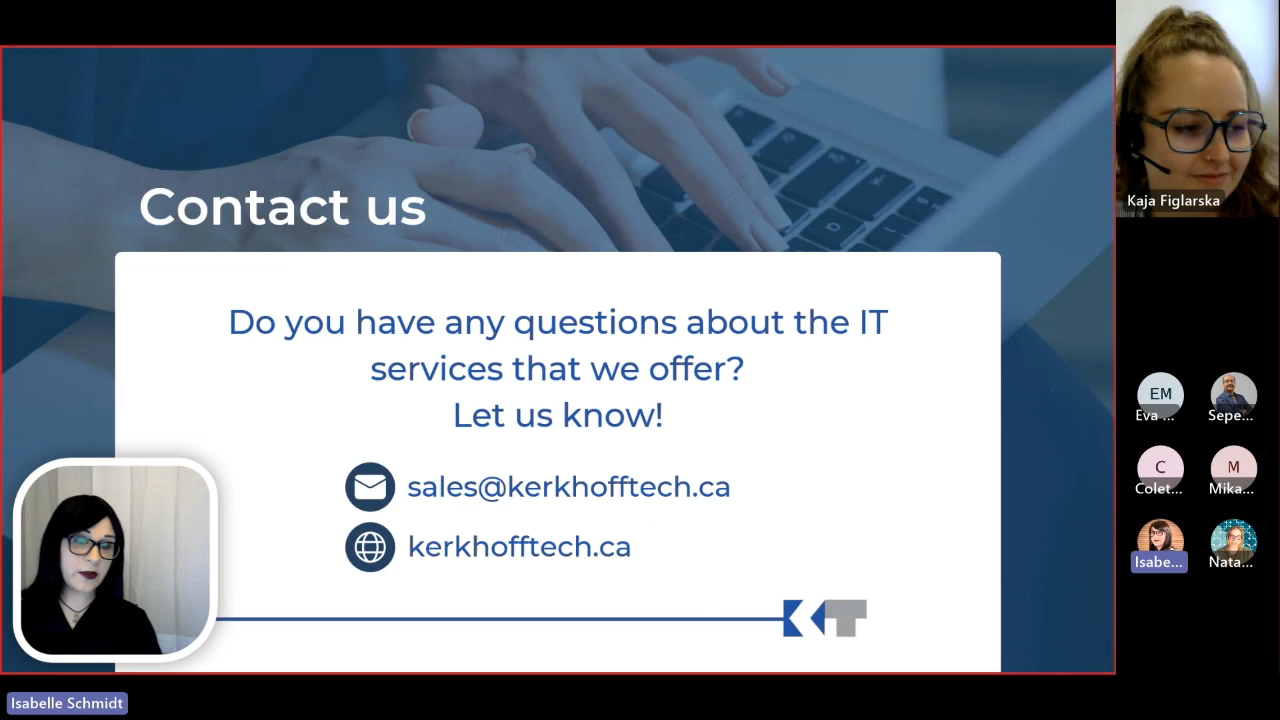 Contact us
Do you have any questions about the IT
services that we offer?
Let us know!
sales@kerkhofftech.ca
kerkhofftech.ca
KT
Isabelle Schmidt
Kaja Figlarska
EM
Eva ...
Sepe...
C
Colet...
M
Mika...
Isabe...
Nata...